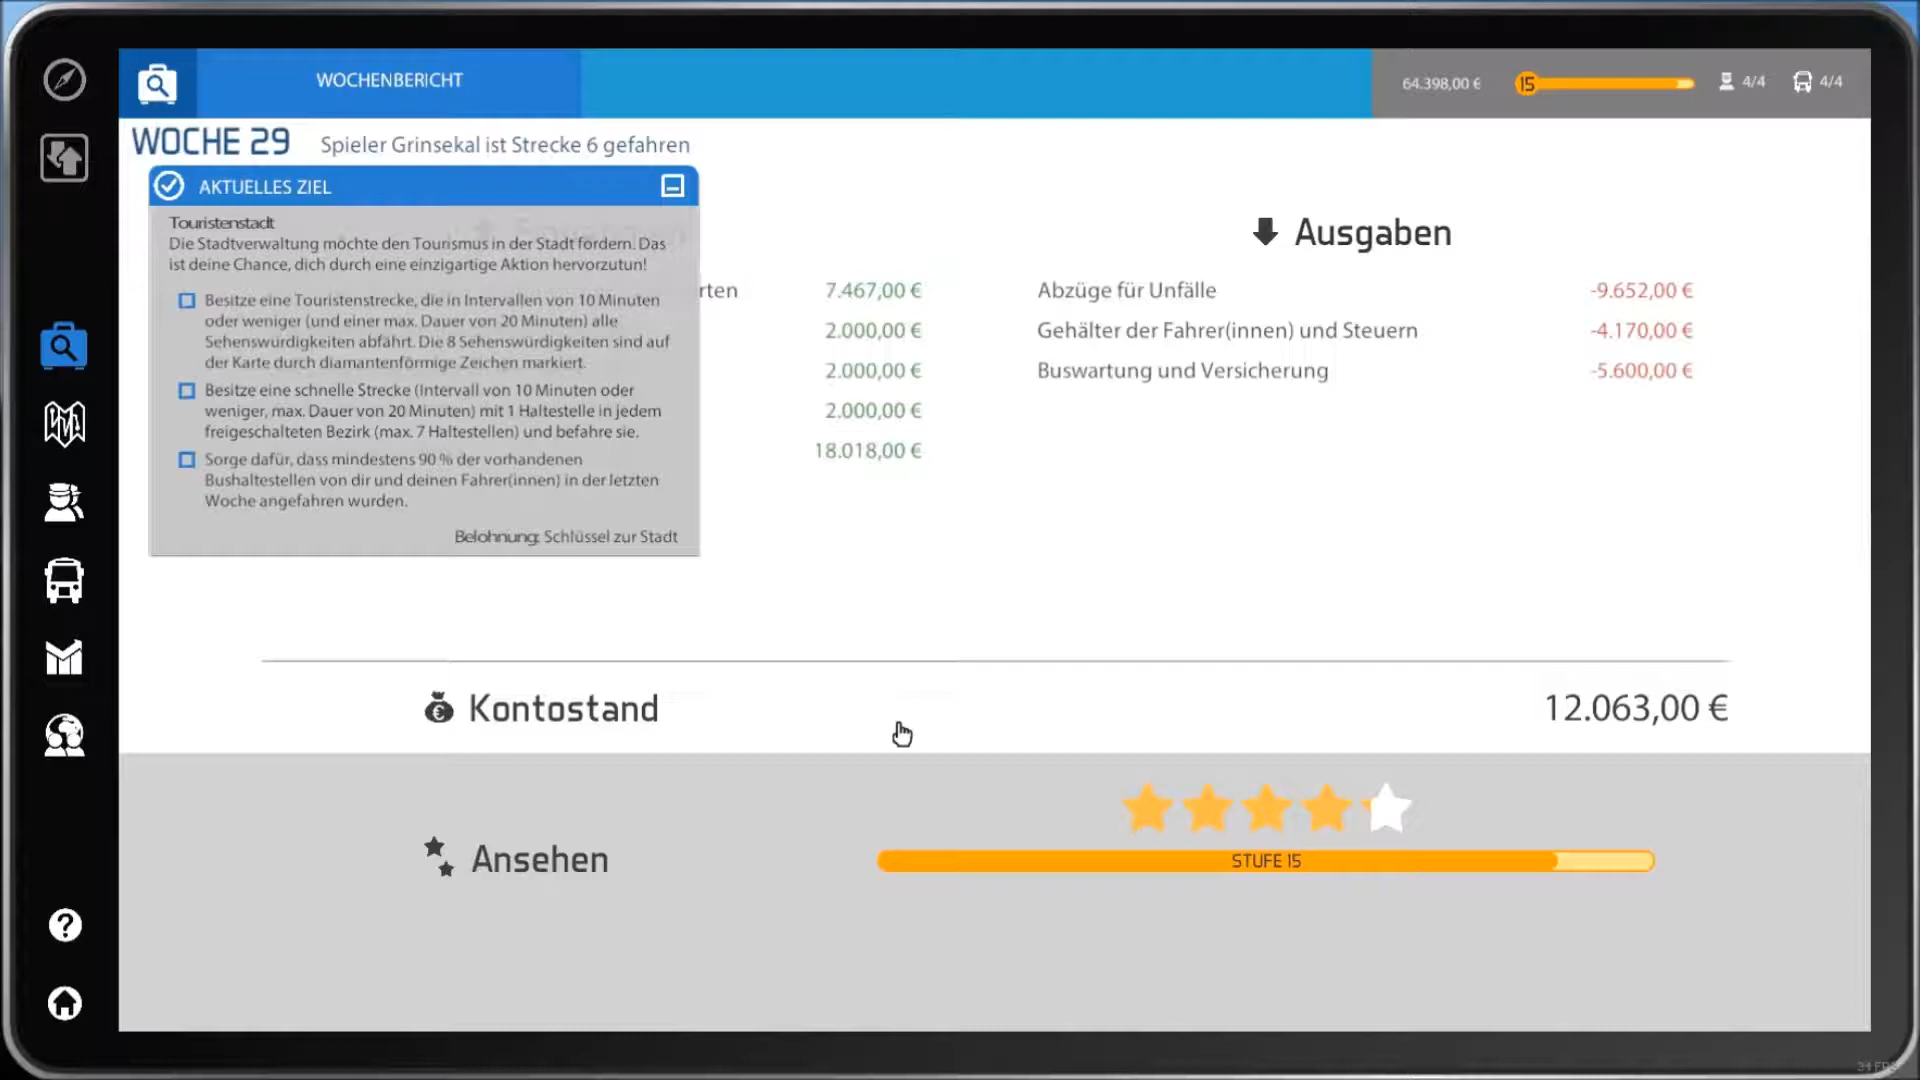 WOCHENBERICHT
64.398,00 €
15
4/4
4/4
WOCHE 29
Spieler Grinsekal ist Strecke 6 gefahren
AKTUELLES ZIEL
Touristenstadt
Die Stadtverwaltung möchte den Tourismus in der Stadt fördern. Das
ist deine Chance, dich durch eine einzigartige Aktion hervorzutun!
Besitze eine Touristenstrecke, die in Intervallen von 10 Minuten
oder weniger (und einer max. Dauer von 20 Minuten) alle
Sehenswürdigkeiten abfährt. Die 8 Sehenswürdigkeiten sind auf
der Karte durch diamantenförmige Zeichen markiert.
Besitze eine schnelle Strecke (Intervall von 10 Minuten oder
weniger, max. Dauer von 20 Minuten) mit 1 Haltestelle in jedem
freigeschalteten Bezirk (max. 7 Haltestellen) und befahre sie.
Sorge dafür, dass mindestens 90 % der vorhandenen
Bushaltestellen von dir und deinen Fahrer(innen) in der letzten
Woche angefahren wurden.
Belohnung: Schlüssel zur Stadt
rten 7.467,00 €
2.000,00 €
2.000,00 €
2.000,00 €
18.018,00 €
Ausgaben
Abzüge für Unfälle -9.652,00 €
Gehälter der Fahrer(innen) und Steuern -4.170,00 €
Buswartung und Versicherung -5.600,00 €
Kontostand 12.063,00 €
Ansehen
STUFE 15